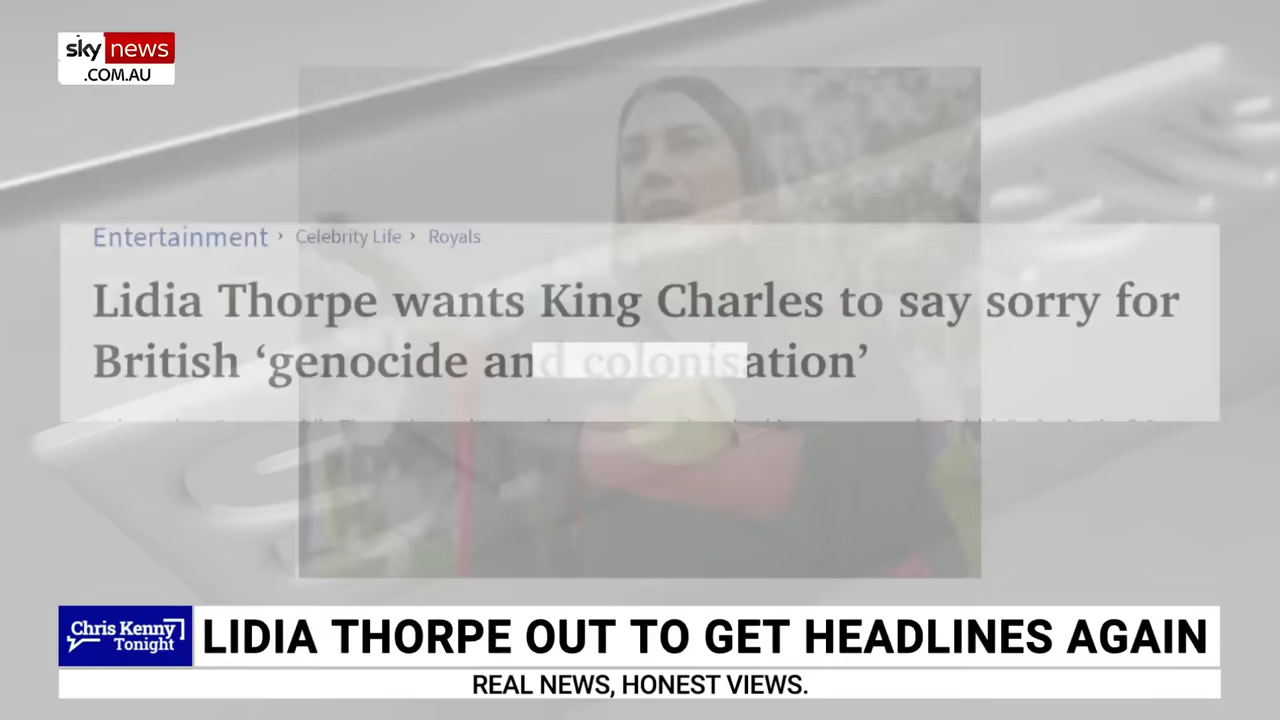 sky news
.COM.AU
Entertainment › Celebrity Life › Royals
Lidia Thorpe wants King Charles to say sorry for
British ‘genocide and colonisation’
Chris Kenny
Tonight
LIDIA THORPE OUT TO GET HEADLINES AGAIN
REAL NEWS, HONEST VIEWS.